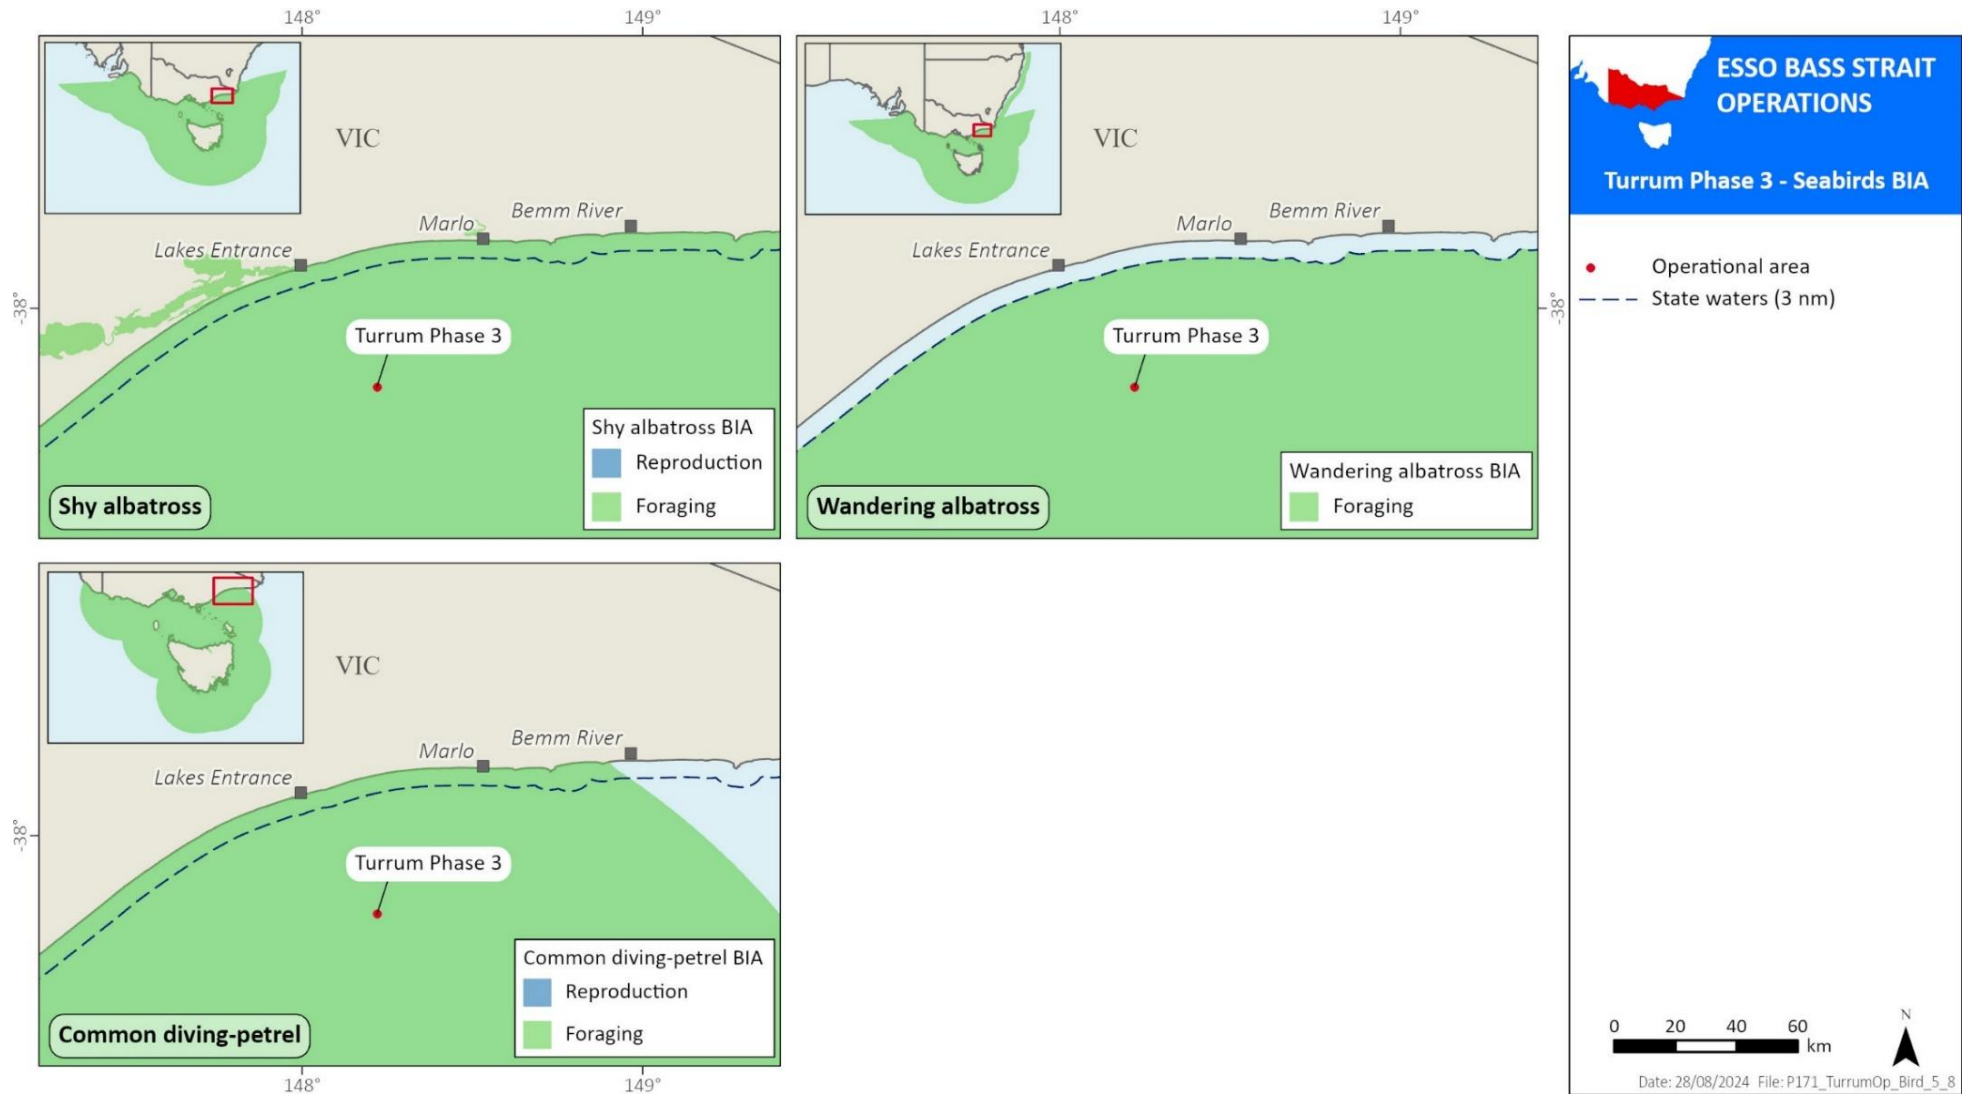 148°
149°
148°
149°
VIC
Marlo
Bemm River
Lakes Entrance
-38°
Turrum Phase 3
Shy albatross BIA
Reproduction
Foraging
Shy albatross
VIC
Marlo
Bemm River
Lakes Entrance
-38°
Turrum Phase 3
Wandering albatross BIA
Foraging
Wandering albatross
VIC
Marlo
Bemm River
Lakes Entrance
-38°
Turrum Phase 3
Common diving-petrel BIA
Reproduction
Foraging
Common diving-petrel
148°
149°
ESSO BASS STRAIT
OPERATIONS
Turrum Phase 3 - Seabirds BIA
Operational area
State waters (3 nm)
0 20 40 60
km
N
Date: 28/08/2024 File: P171_TurrumOp_Bird_5_8